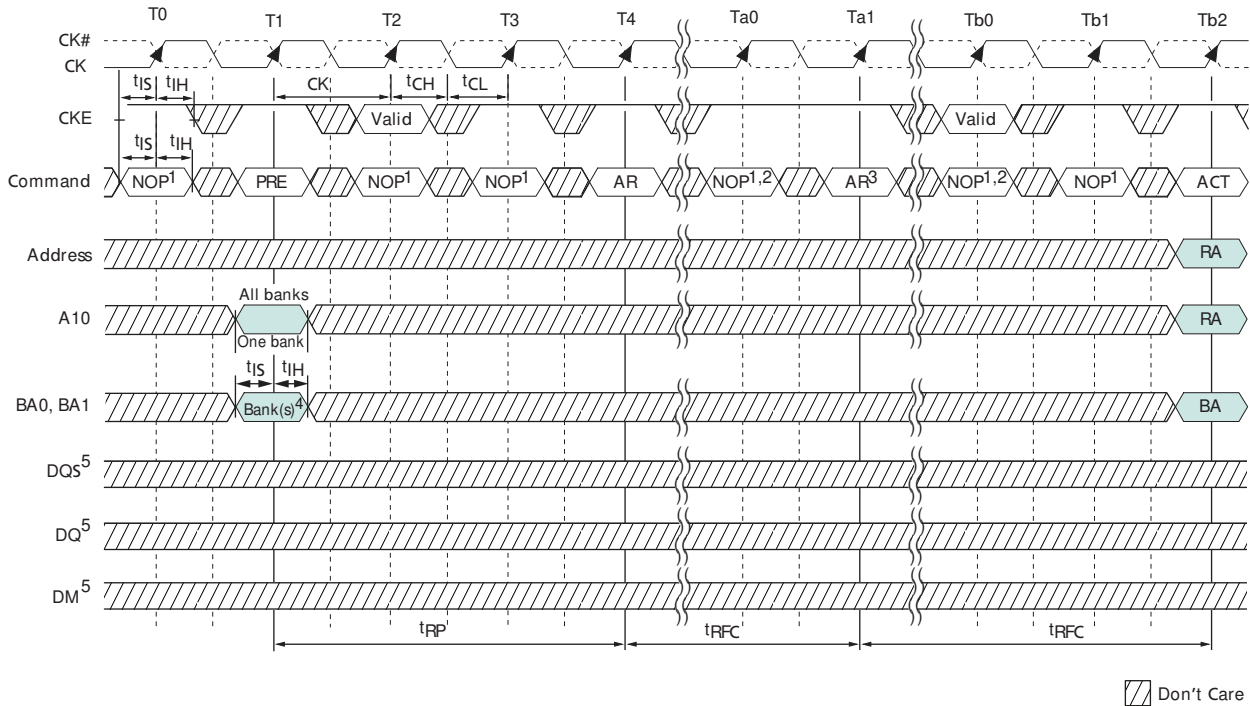 T0 T1 T2 T3 T4 Ta0 Ta1 Tb0 Tb1 Tb2
CK#
CK
tIS tIH CK tCH tCL
CKE Valid Valid
tIS tIH
Command NOP1 PRE NOP1 NOP1 AR NOP1,2 AR3 NOP1,2 NOP1 ACT
Address RA
All banks
A10 RA
One bank
tIS tIH
BA0, BA1 Bank(s)4 BA
DQS5
DQ5
DM5
tRP tRFC tRFC
Don't Care